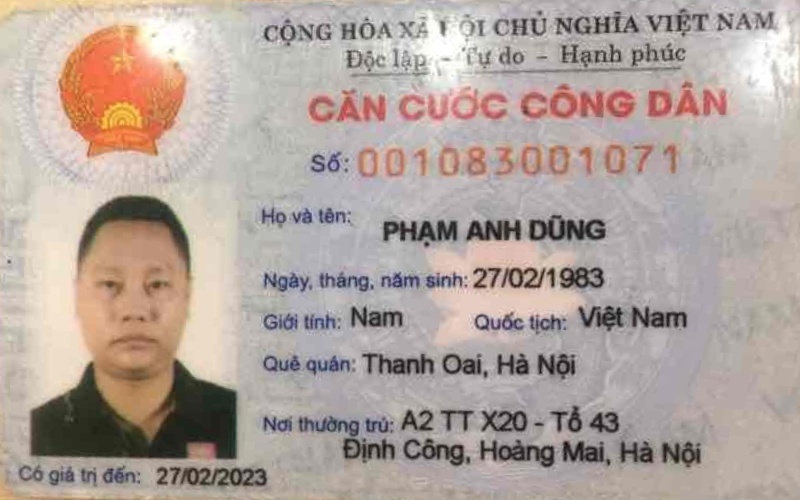 CỘNG HÒA XÃ HỘI CHỦ NGHĨA VIỆT NAM
Độc lập - Tự do - Hạnh phúc
CĂN CƯỚC CÔNG DÂN
Số: 001083001071
Họ và tên: PHẠM ANH DŨNG
Ngày, tháng, năm sinh: 27/02/1983
Giới tính: Nam Quốc tịch: Việt Nam
Quê quán: Thanh Oai, Hà Nội
Nơi thường trú: A2 TT X20 - Tổ 43
Định Công, Hoàng Mai, Hà Nội
Có giá trị đến: 27/02/2023